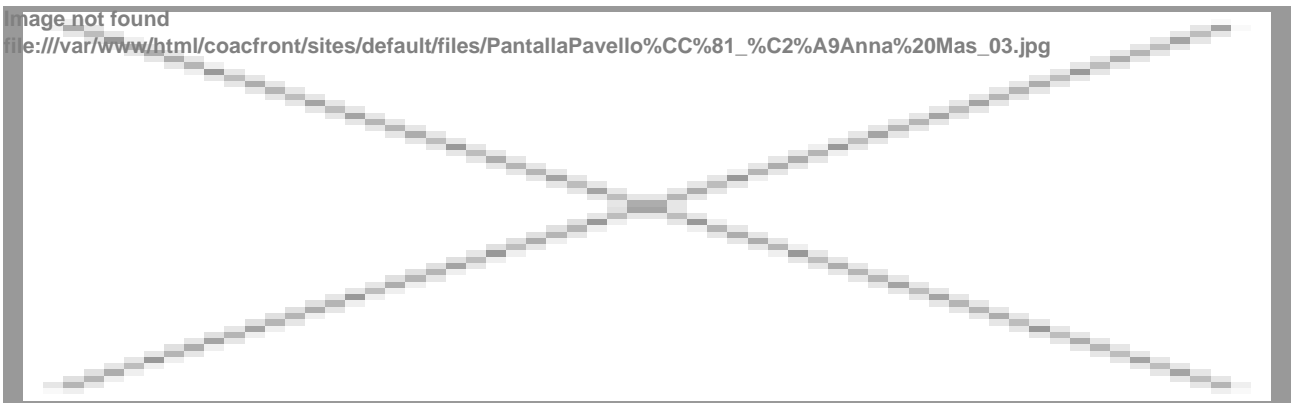 Image not found
file:///var/www/html/coacfront/sites/default/files/PantallaPavello%CC%81_%C2%A9Anna%20Mas_03.jpg